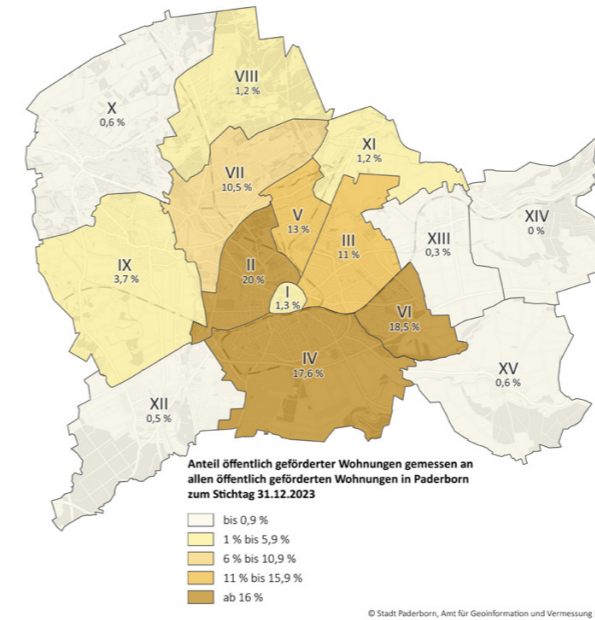 VIII
1,2 %
X
0,6 %
XI
1,2 %
VII
10,5 %
V
13 %
XIV
0 %
III
11 %
XIII
0,3 %
IX
3,7 %
II
20 %
I
1,3 %
VI
18,5 %
IV
17,6 %
XV
0,6 %
XII
0,5 %
Anteil öffentlich geförderter Wohnungen gemessen an
allen öffentlich geförderten Wohnungen in Paderborn
zum Stichtag 31.12.2023
bis 0,9 %
1 % bis 5,9 %
6 % bis 10,9 %
11 % bis 15,9 %
ab 16 %
© Stadt Paderborn, Amt für Geoinformation und Vermessung